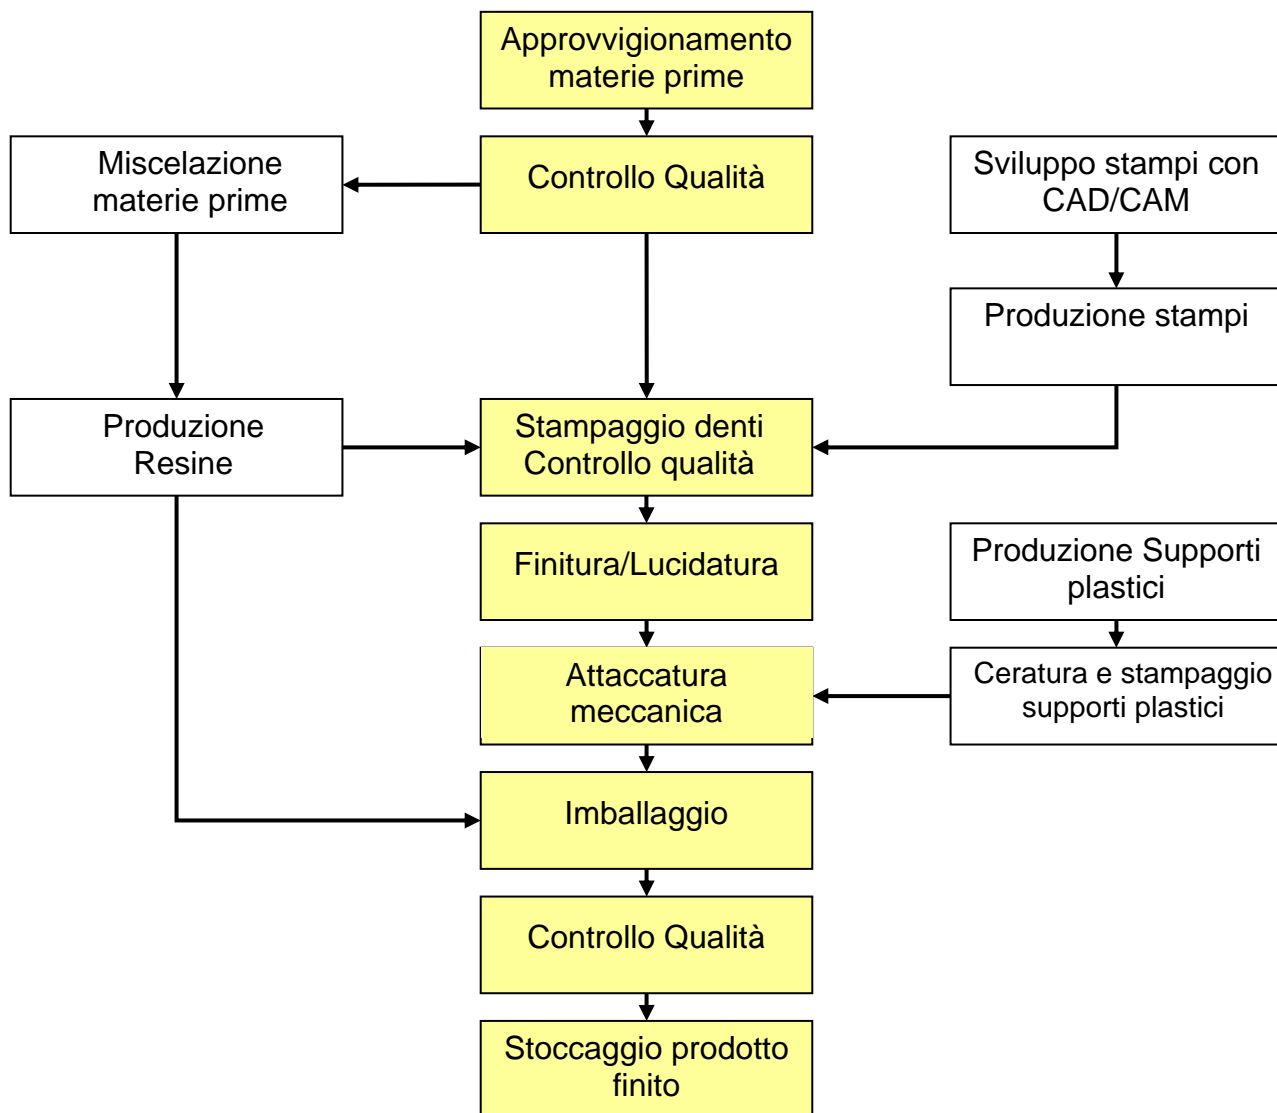 Approvvigionamento
materie prime
Miscelazione
materie prime
Controllo Qualità
Sviluppo stampi con
CAD/CAM
Produzione stampi
Produzione
Resine
Stampaggio denti
Controllo qualità
Finitura/Lucidatura
Produzione Supporti
plastici
Attaccatura
meccanica
Ceratura e stampaggio
supporti plastici
Imballaggio
Controllo Qualità
Stoccaggio prodotto
finito